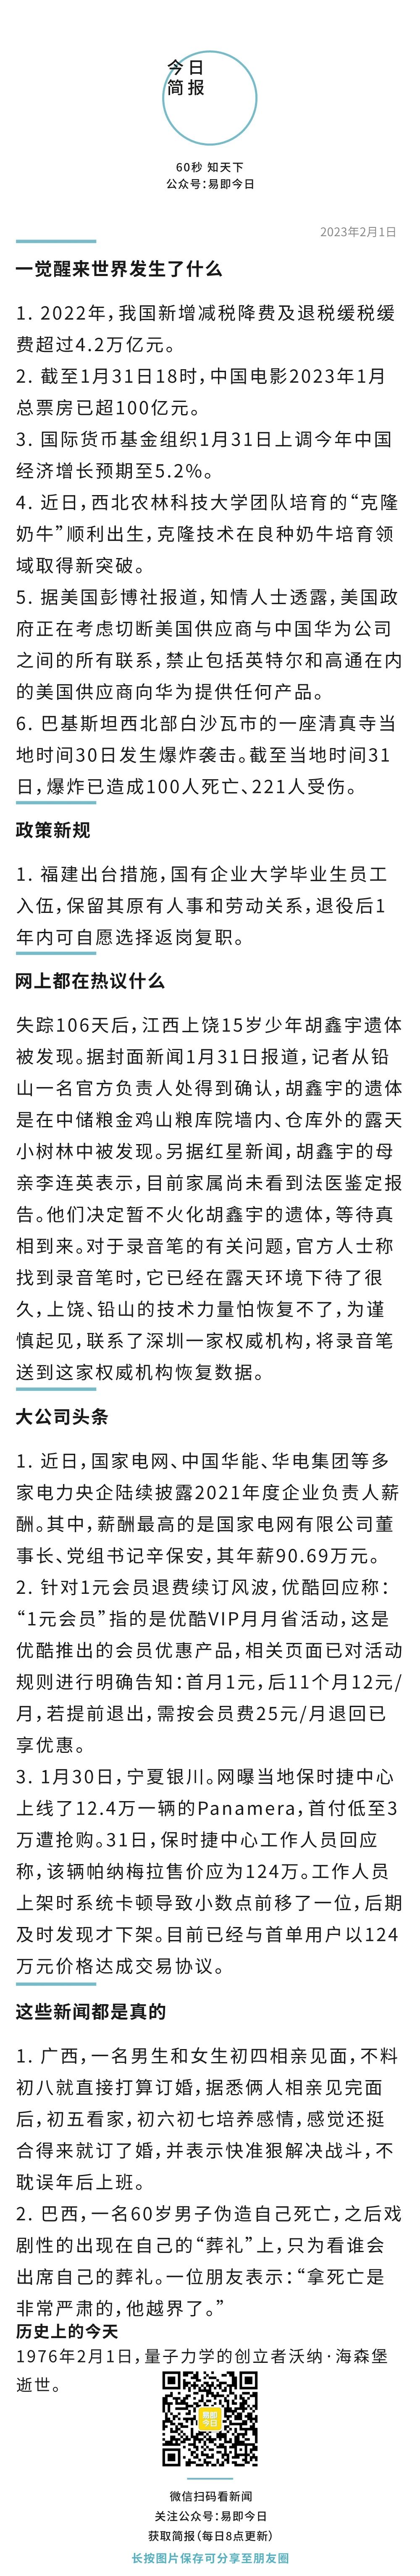 今日
简报
60秒 知天下
公众号：易即今日
2023年2月1日
一觉醒来世界发生了什么
1. 2022年，我国新增减税降费及退税缓税缓
费超过4.2万亿元。
2. 截至1月31日18时，中国电影2023年1月
总票房已超100亿元。
3. 国际货币基金组织1月31日上调今年中国
经济增长预期至5.2%。
4. 近日，西北农林科技大学团队培育的“克隆
奶牛”顺利出生，克隆技术在良种奶牛培育领
域取得新突破。
5. 据美国彭博社报道，知情人士透露，美国政
府正在考虑切断美国供应商与中国华为公司
之间的所有联系，禁止包括英特尔和高通在内
的美国供应商向华为提供任何产品。
6. 巴基斯坦西北部白沙瓦市的一座清真寺当
地时间30日发生爆炸袭击。截至当地时间31
日，爆炸已造成100人死亡、221人受伤。
政策新规
1. 福建出台措施，国有企业大学毕业生员工
入伍，保留其原有人事和劳动关系，退役后1
年内可自愿选择返岗复职。
网上都在热议什么
失踪106天后，江西上饶15岁少年胡鑫宇遗体
被发现。据封面新闻1月31日报道，记者从铅
山一名官方负责人处得到确认，胡鑫宇的遗体
是在中储粮金鸡山粮库院墙内、仓库外的露天
小树林中被发现。另据红星新闻，胡鑫宇的母
亲李连英表示，目前家属尚未看到法医鉴定报
告。他们决定暂不火化胡鑫宇的遗体，等待真
相到来。对于录音笔的有关问题，官方人士称
找到录音笔时，它已经在露天环境下待了很
久，上饶、铅山的技术力量怕恢复不了，为谨
慎起见，联系了深圳一家权威机构，将录音笔
送到这家权威机构恢复数据。
大公司头条
1. 近日，国家电网、中国华能、华电集团等多
家电力央企陆续披露2021年度企业负责人薪
酬。其中，薪酬最高的是国家电网有限公司董
事长、党组书记辛保安，其年薪90.69万元。
2. 针对1元会员退费续订风波，优酷回应称：
“1元会员”指的是优酷VIP月月省活动，这是
优酷推出的会员优惠产品，相关页面已对活动
规则进行明确告知：首月1元，后11个月12元/
月，若提前退出，需按会员费25元/月退回已
享优惠。
3. 1月30日，宁夏银川。网曝当地保时捷中心
上线了12.4万一辆的Panamera，首付低至3
万遭抢购。31日，保时捷中心工作人员回应
称，该辆帕纳梅拉售价应为124万。工作人员
上架时系统卡顿导致小数点前移了一位，后期
及时发现才下架。目前已经与首单用户以124
万元价格达成交易协议。
这些新闻都是真的
1. 广西，一名男生和女生初四相亲见面，不料
初八就直接打算订婚，据悉俩人相亲见完面
后，初五看家，初六初七培养感情，感觉还挺
合得来就订了婚，并表示快准狠解决战斗，不
耽误年后上班。
2. 巴西，一名60岁男子伪造自己死亡，之后戏
剧性的出现在自己的“葬礼”上，只为看谁会
出席自己的葬礼。一位朋友表示：“拿死亡是
非常严肃的，他越界了。”
历史上的今天
1976年2月1日，量子力学的创立者沃纳·海森堡
逝世。
易即
今日
微信扫码看新闻
关注公众号：易即今日
获取简报（每日8点更新）
长按图片保存可分享至朋友圈